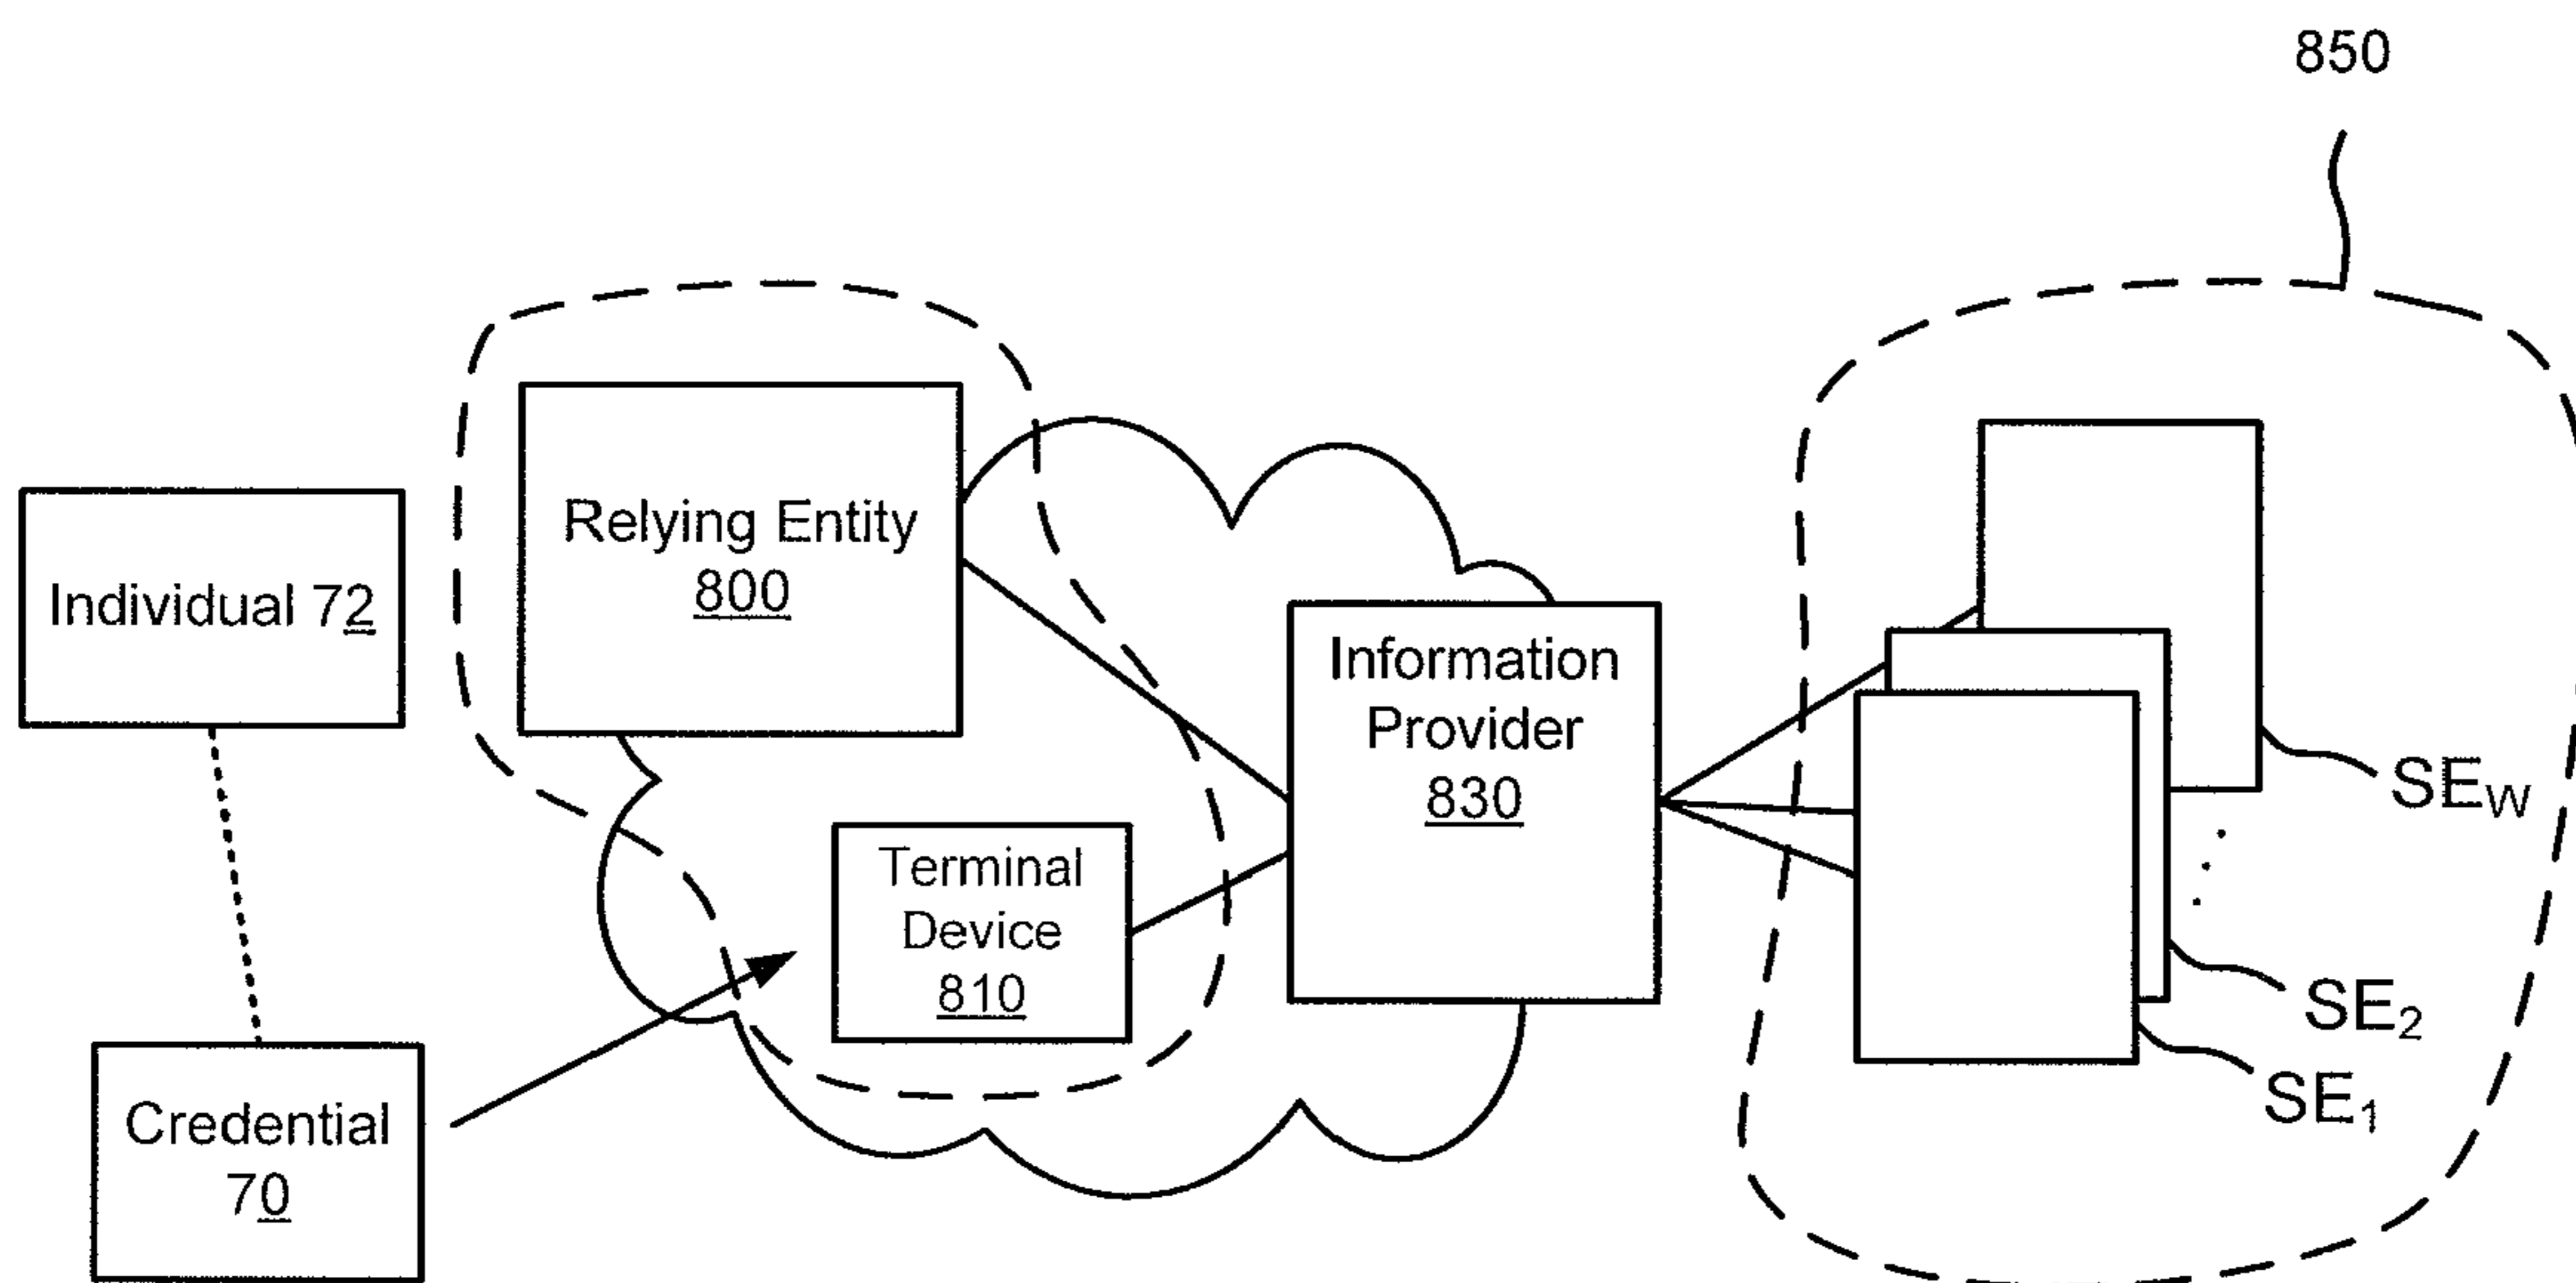 850
Relying Entity
800
Individual 72
Information
Provider
830
SEW
Terminal
Device
810
SE2
SE1
Credential
70